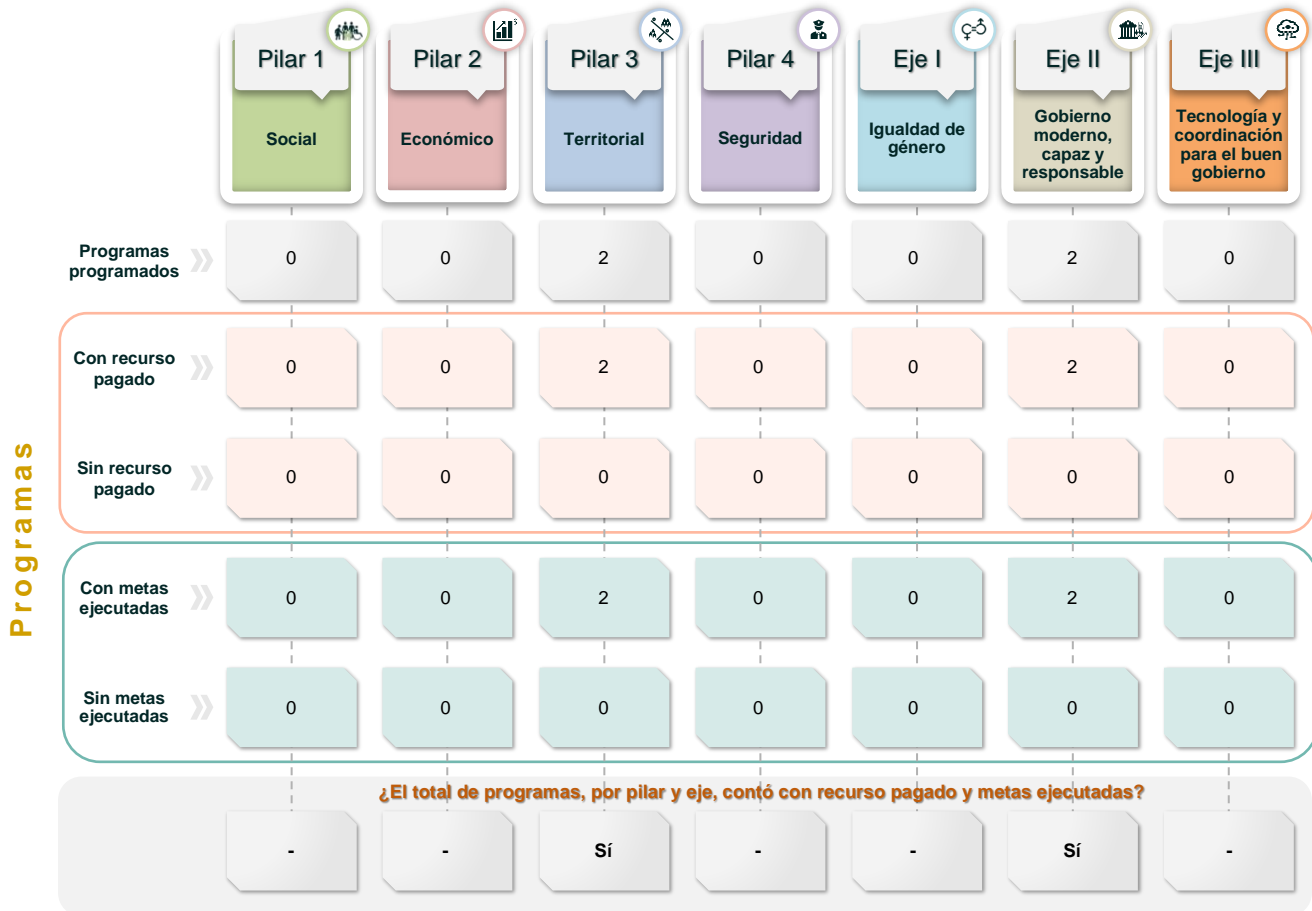 Pilar 1
Pilar 2
Pilar 3
Pilar 4
Eje I
Eje II
Eje III
Social
Económico
Territorial
Seguridad
Igualdad de
género
Gobierno
moderno,
capaz y
responsable
Tecnología y
coordinación
para el buen
gobierno
Programas
Programas
programados
0 0 2 0 0 2 0
Con recurso
pagado
0 0 2 0 0 2 0
Sin recurso
pagado
0 0 0 0 0 0 0
Con metas
ejecutadas
0 0 2 0 0 2 0
Sin metas
ejecutadas
0 0 0 0 0 0 0
¿El total de programas, por pilar y eje, contó con recurso pagado y metas ejecutadas?
- - Sí - - Sí -